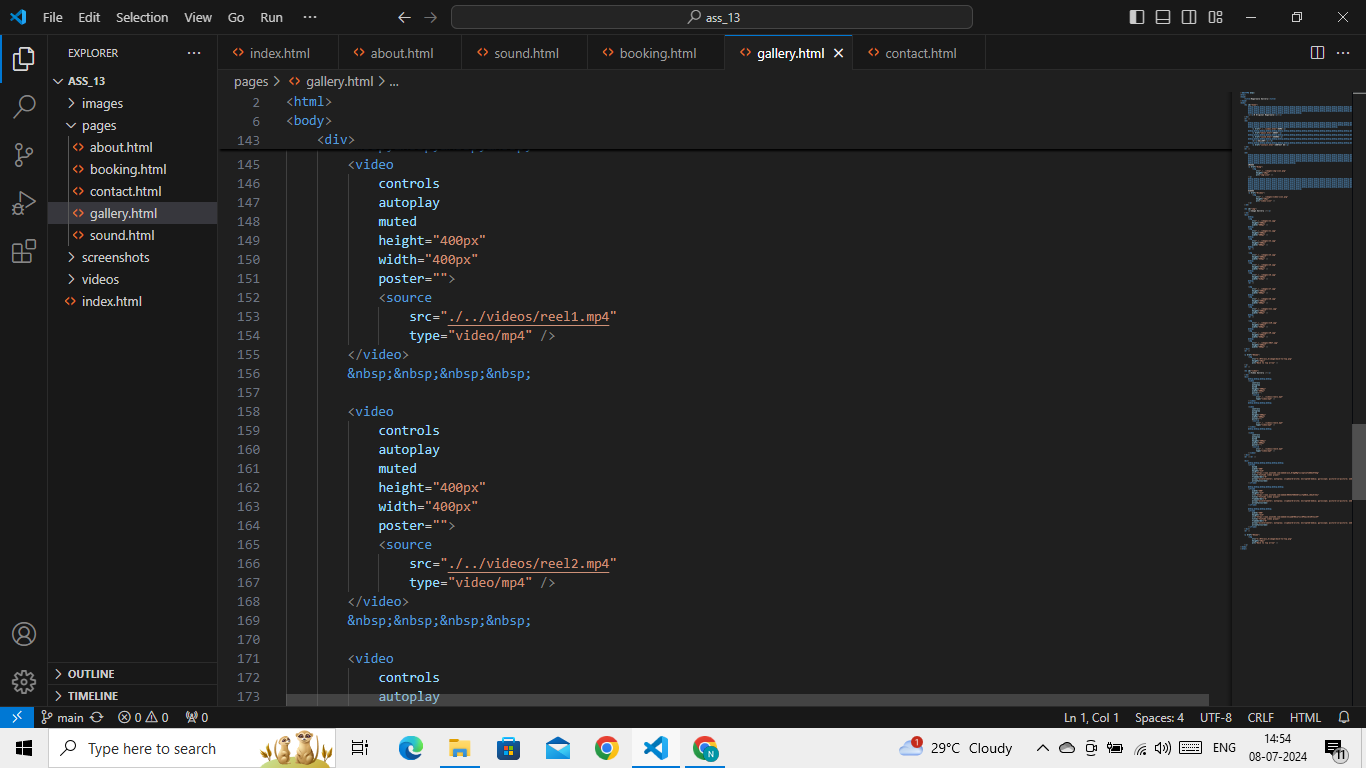 File Edit Selection View Go Run ··· ass_13
EXPLORER ···
index.html about.html sound.html booking.html gallery.html contact.html
ASS_13
images
pages
about.html
booking.html
contact.html
gallery.html
sound.html
screenshots
videos
index.html
OUTLINE
TIMELINE
pages > gallery.html > ...
2 <html>
6 <body>
143 <div>
145 <video
146 controls
147 autoplay
148 muted
149 height="400px"
150 width="400px"
151 poster="">
152 <source
153 src="./../videos/reel1.mp4"
154 type="video/mp4" />
155 </video>
156 &nbsp;&nbsp;&nbsp;&nbsp;
157
158 <video
159 controls
160 autoplay
161 muted
162 height="400px"
163 width="400px"
164 poster="">
165 <source
166 src="./../videos/reel2.mp4"
167 type="video/mp4" />
168 </video>
169 &nbsp;&nbsp;&nbsp;&nbsp;
170
171 <video
172 controls
173 autoplay
main 0 0 0 Ln 1, Col 1 Spaces: 4 UTF-8 CRLF HTML
Type here to search 1 29°C Cloudy ENG 14:54
08-07-2024 11